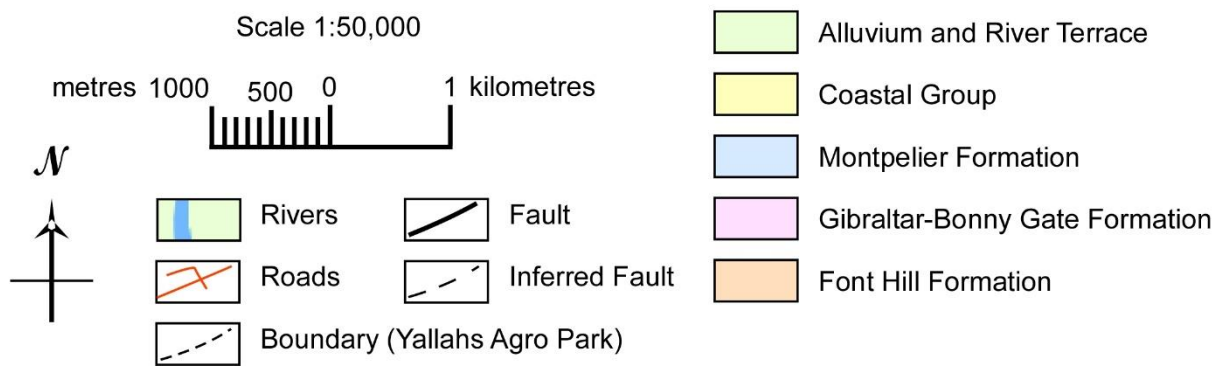 Scale 1:50,000
metres 1000 500 0 1 kilometres
N
Rivers
Fault
Roads
Inferred Fault
Boundary (Yallahs Agro Park)
Alluvium and River Terrace
Coastal Group
Montpelier Formation
Gibraltar-Bonny Gate Formation
Font Hill Formation